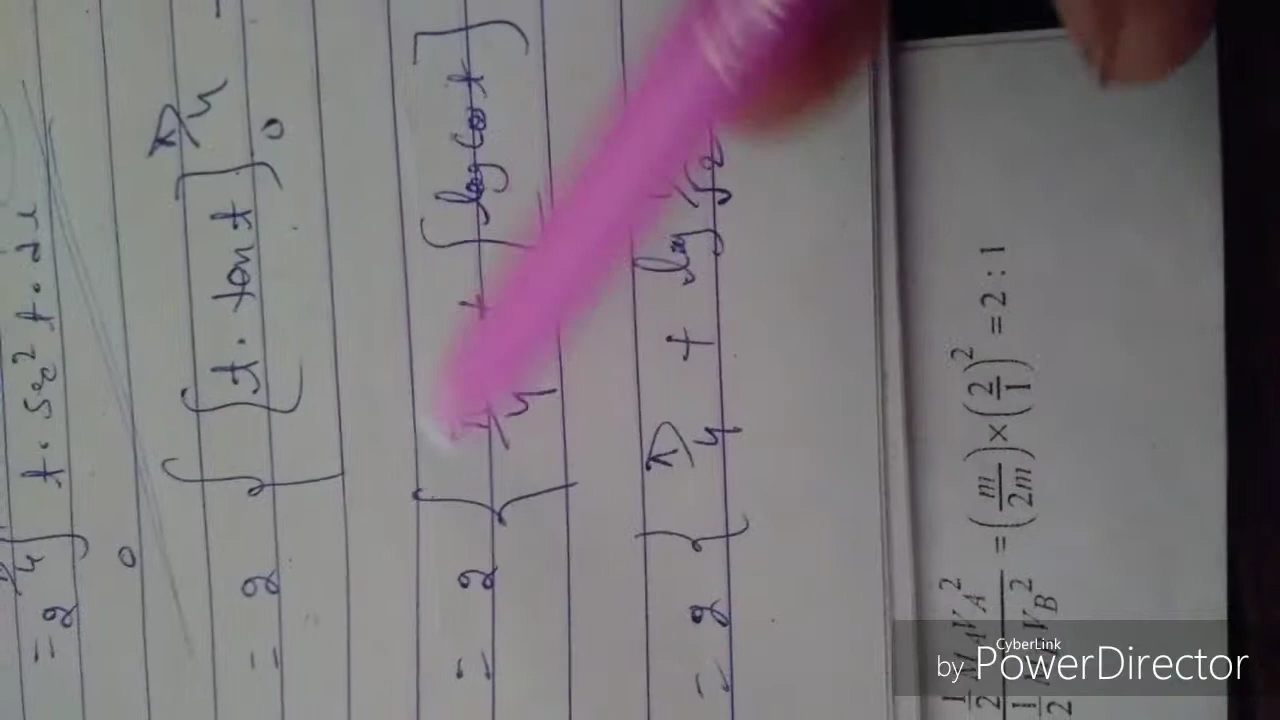 = 2 ∫ t · sec² t · dt
0
= 2 { [ t · tan t ] π/4 0 -
= 2 { π/4 + [ log cos t ]
= 2 { π/4 + log 1/√2
½ M_A V_A² / ½ V_B² = (m/2m) × (2/1)² = 2 : 1
CyberLink
by PowerDirector